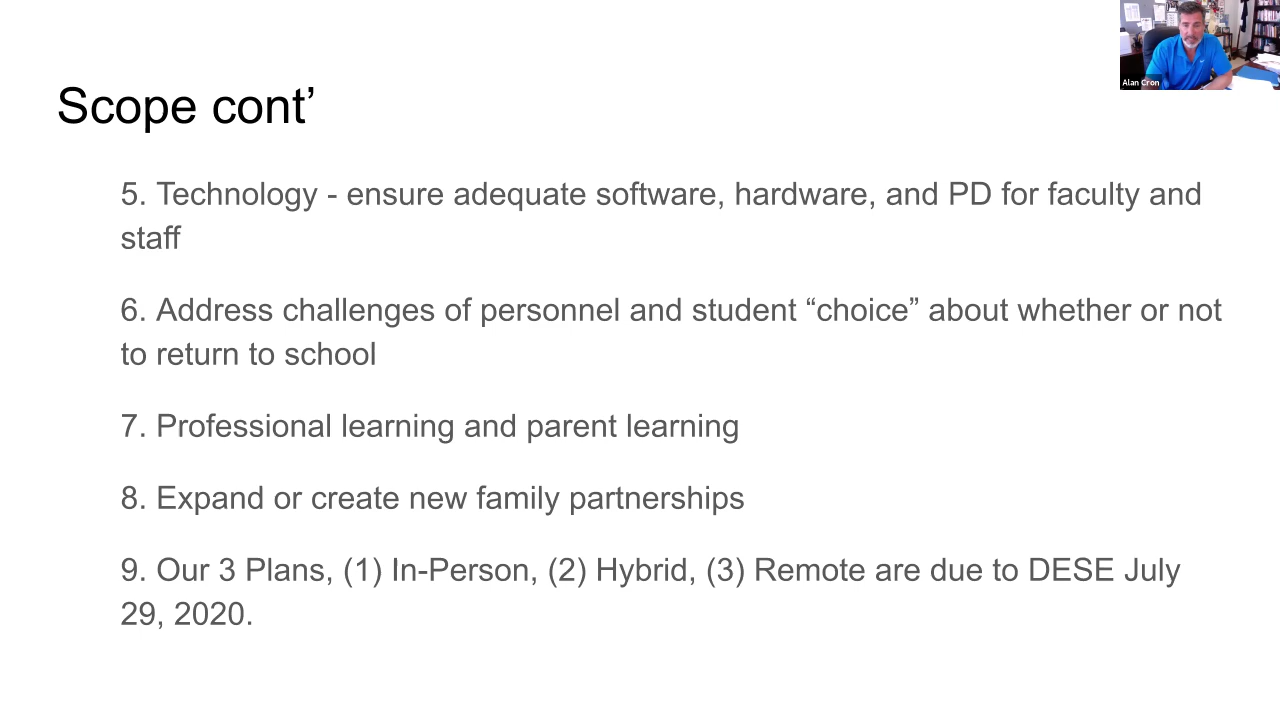 Alan Cron
Scope cont’
5. Technology - ensure adequate software, hardware, and PD for faculty and
staff
6. Address challenges of personnel and student “choice” about whether or not
to return to school
7. Professional learning and parent learning
8. Expand or create new family partnerships
9. Our 3 Plans, (1) In-Person, (2) Hybrid, (3) Remote are due to DESE July
29, 2020.